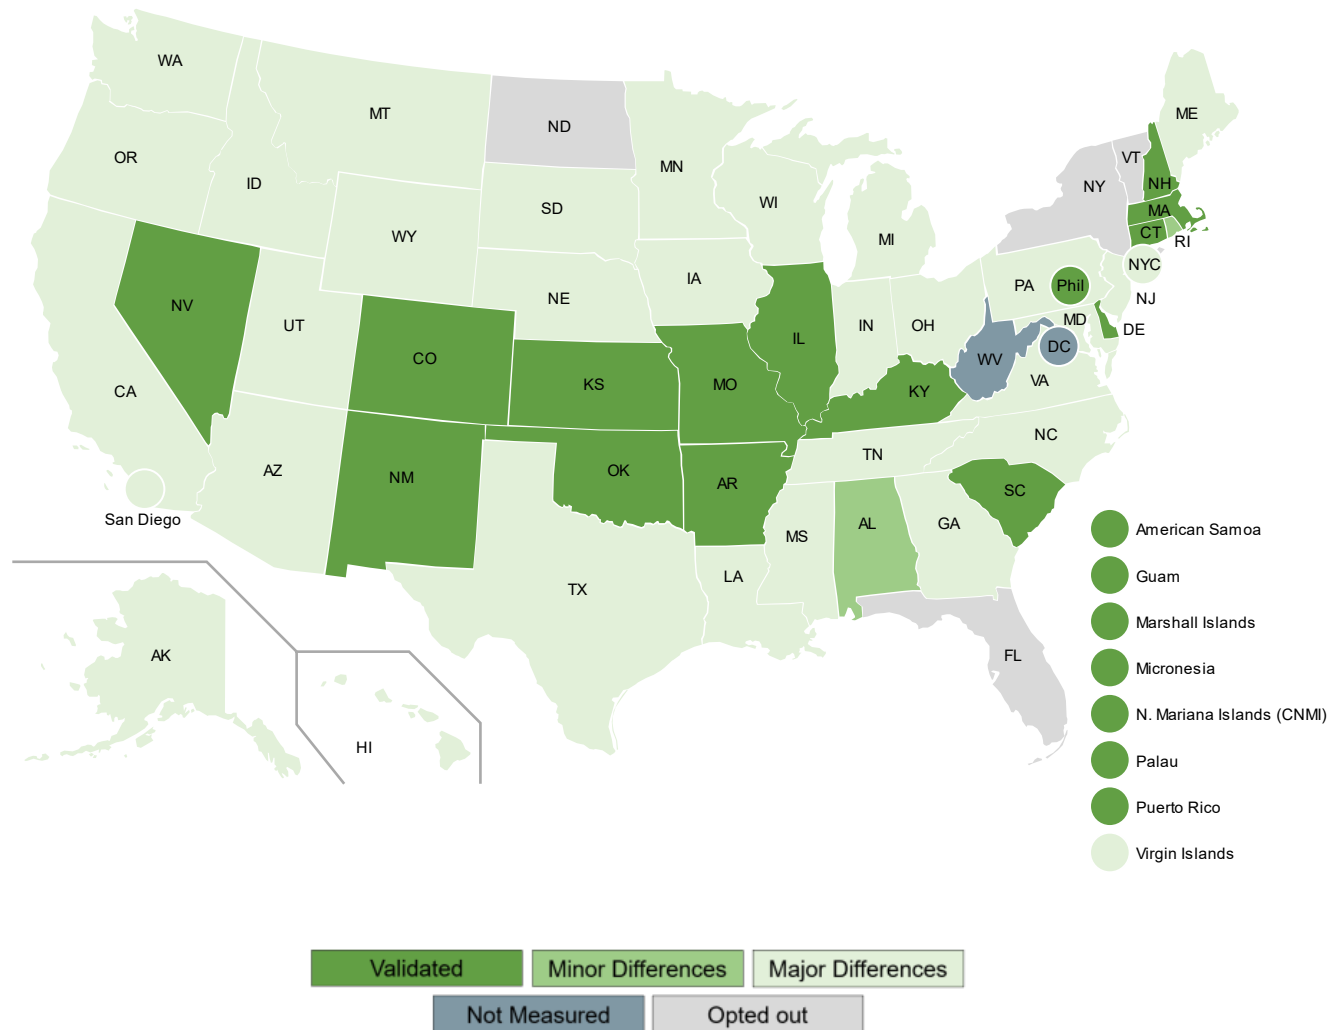 WA
MT
ND
MN
ME
OR
ID
SD
WI
MI
VT
NH
NY
MA
CT
RI
WY
IA
NE
NYC
PA
Phil
NJ
NV
UT
CO
IL
IN
OH
MD
DE
DC
WV
VA
CA
KS
MO
KY
NC
TN
AZ
NM
OK
AR
SC
San Diego
MS
AL
GA
TX
LA
FL
AK
HI
American Samoa
Guam
Marshall Islands
Micronesia
N. Mariana Islands (CNMI)
Palau
Puerto Rico
Virgin Islands
Validated
Minor Differences
Major Differences
Not Measured
Opted out